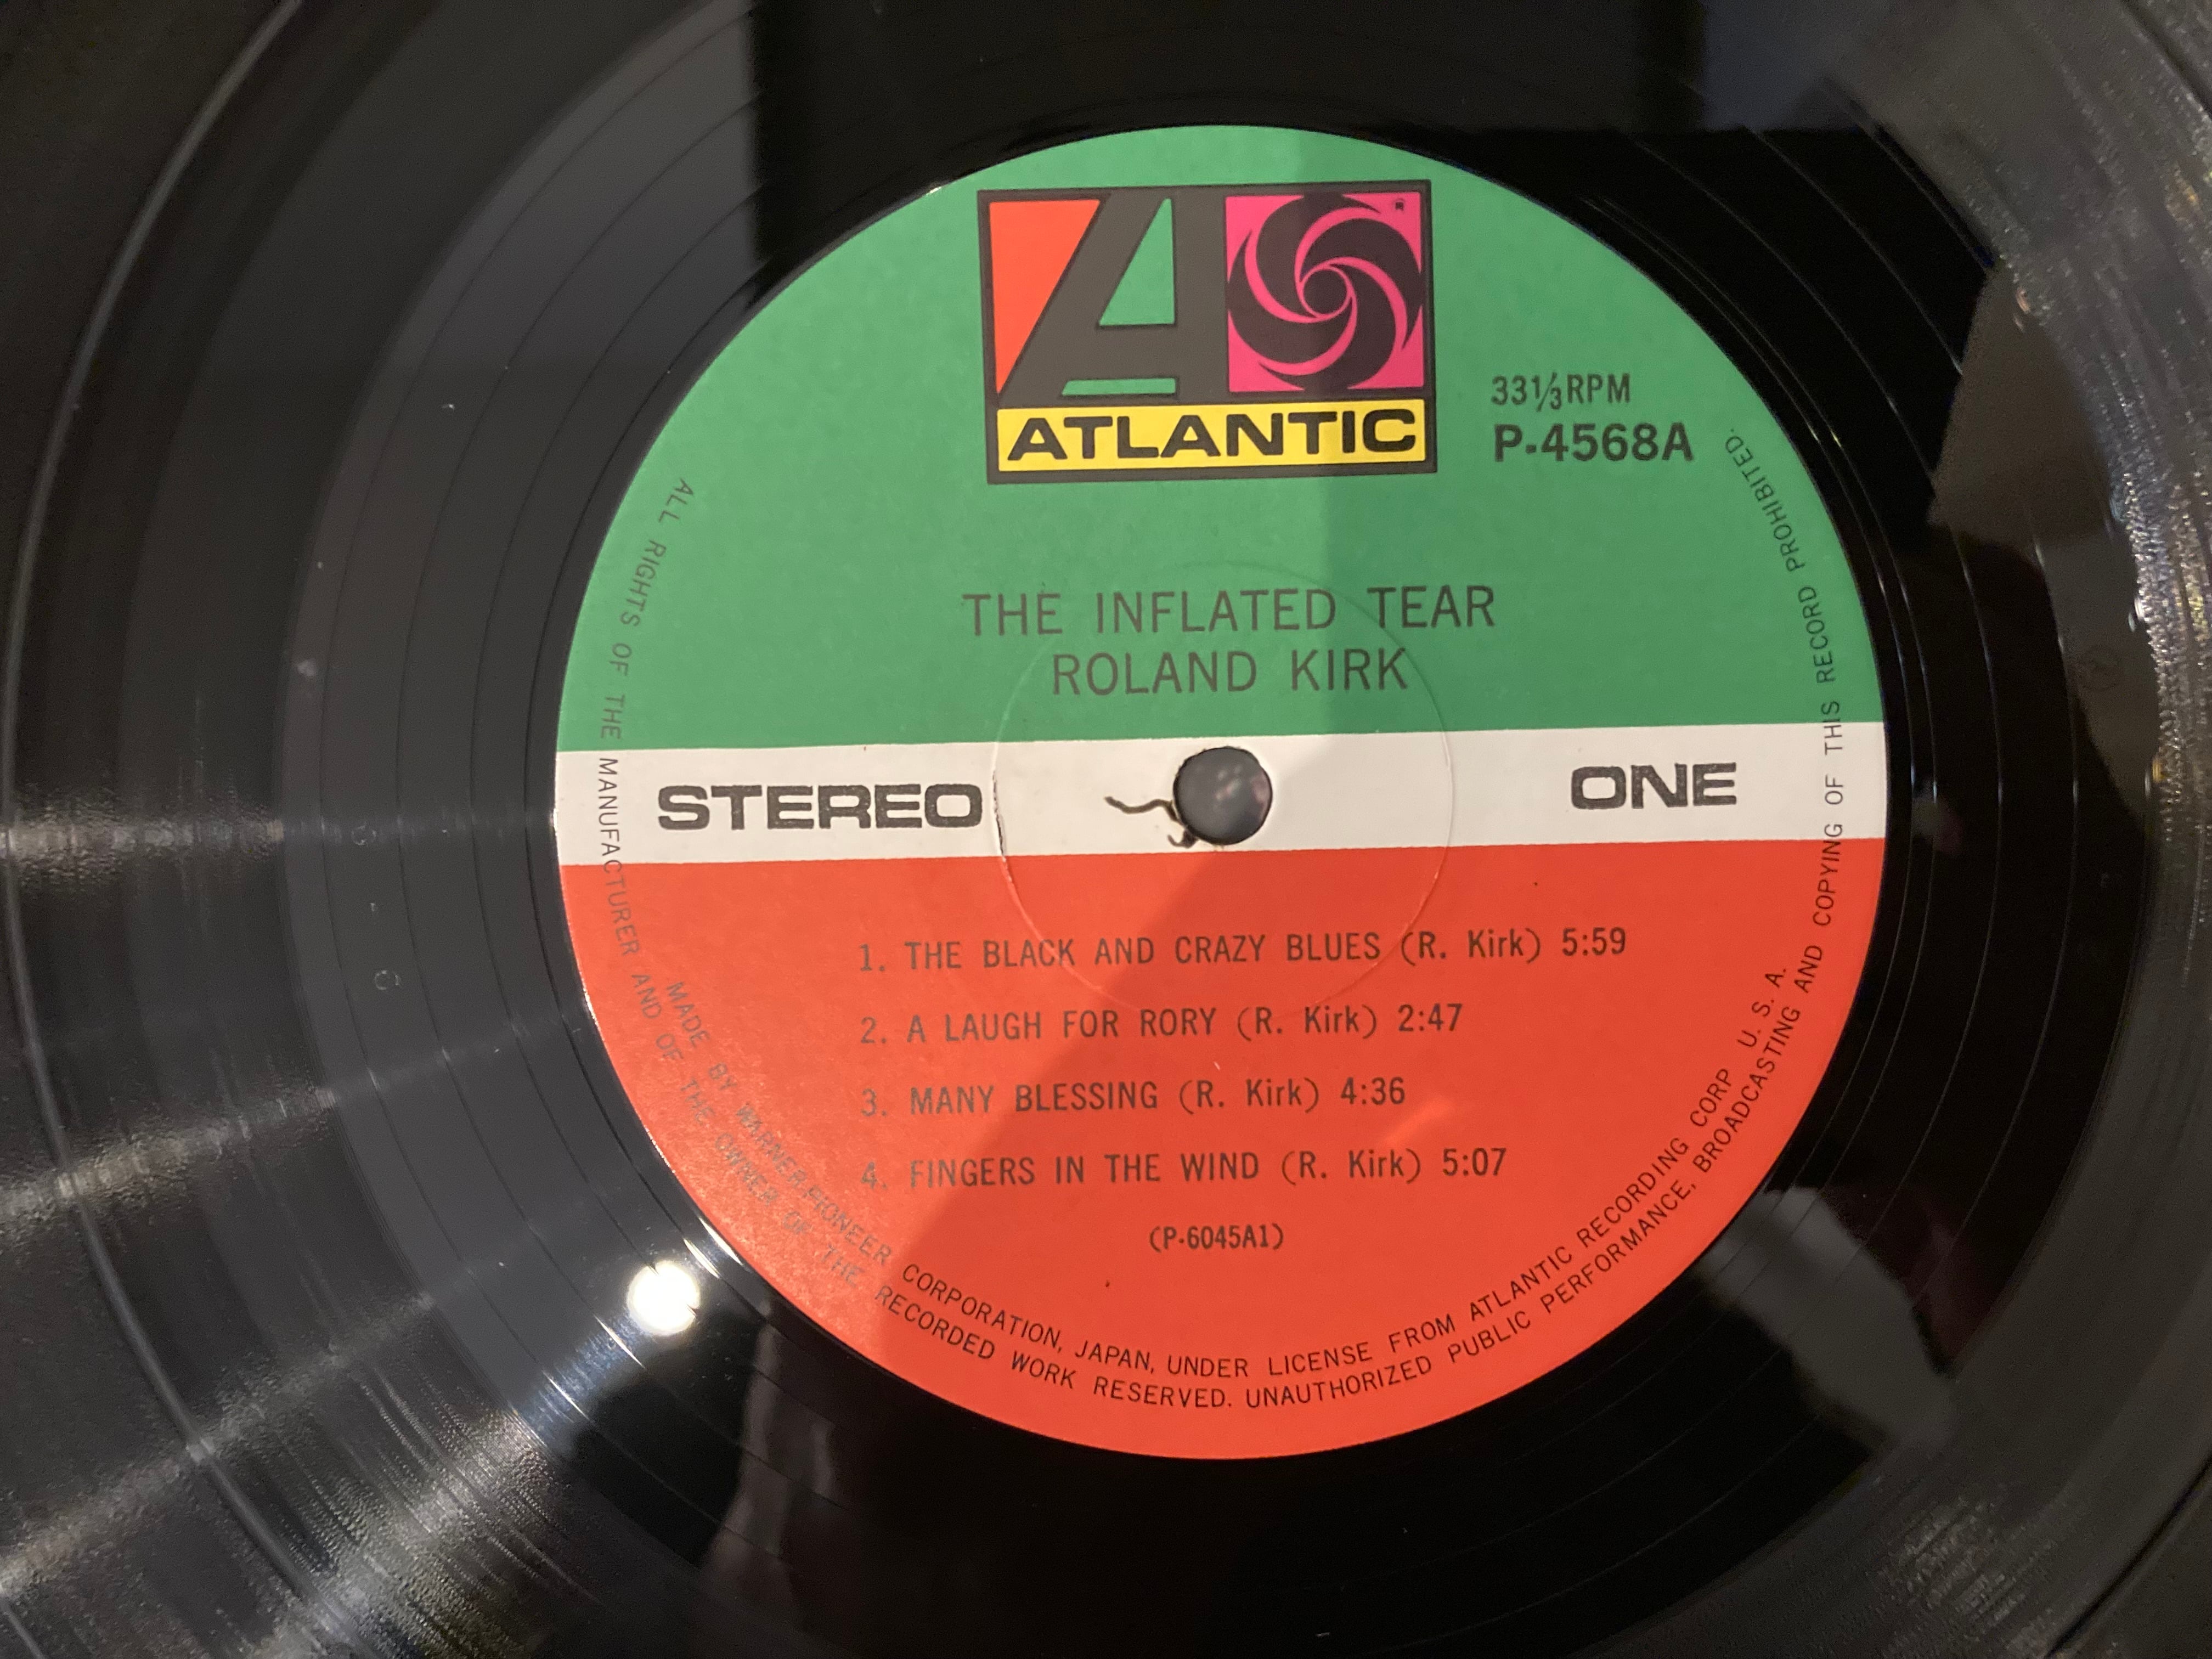 ATLANTIC
®
33⅓RPM
P-4568A
THE INFLATED TEAR
ROLAND KIRK
STEREO
ONE
1. THE BLACK AND CRAZY BLUES (R. Kirk) 5:59
2. A LAUGH FOR RORY (R. Kirk) 2:47
3. MANY BLESSING (R. Kirk) 4:36
4. FINGERS IN THE WIND (R. Kirk) 5:07
(P-6045A1)
MADE BY WARNER-PIONEER CORPORATION, JAPAN, UNDER LICENSE FROM ATLANTIC RECORDING CORP U. S. A.
ALL RIGHTS OF THE MANUFACTURER AND OF THE OWNER OF THE RECORDED WORK RESERVED. UNAUTHORIZED PUBLIC PERFORMANCE, BROADCASTING AND COPYING OF THIS RECORD PROHIBITED.